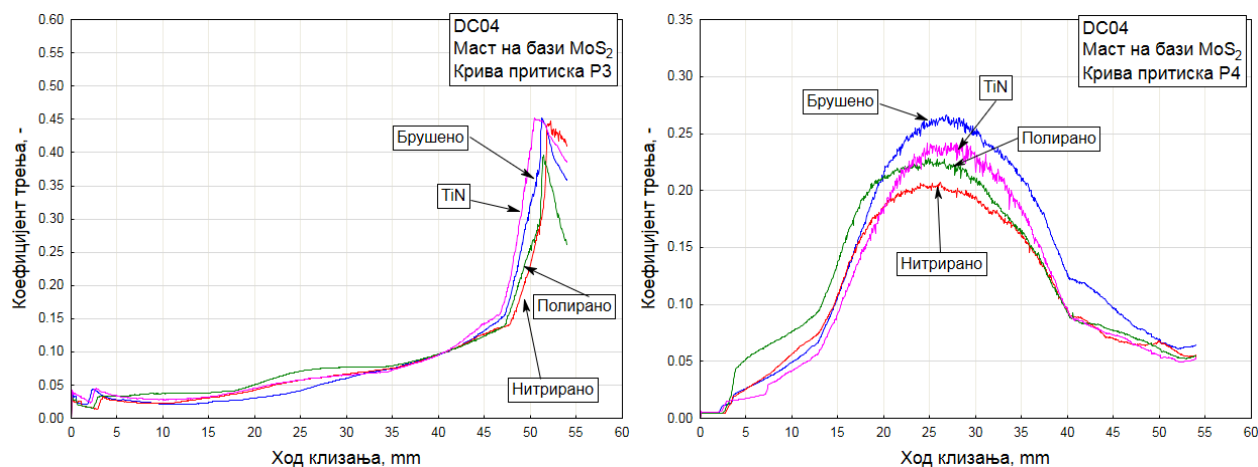 0.60
0.55
0.50
0.45
0.40
0.35
0.30
0.25
0.20
0.15
0.10
0.05
0.00
Коефицијент трења, -
DC04
Маст на бази MoS₂
Крива притиска P3
Брушено
TiN
Полирано
Нитрирано
0 5 10 15 20 25 30 35 40 45 50 55 60
Ход клизања, mm
0.35
0.30
0.25
0.20
0.15
0.10
0.05
0.00
Коефицијент трења, -
DC04
Маст на бази MoS₂
Крива притиска P4
TiN
Брушено
Полирано
Нитрирано
0 5 10 15 20 25 30 35 40 45 50 55 60
Ход клизања, mm